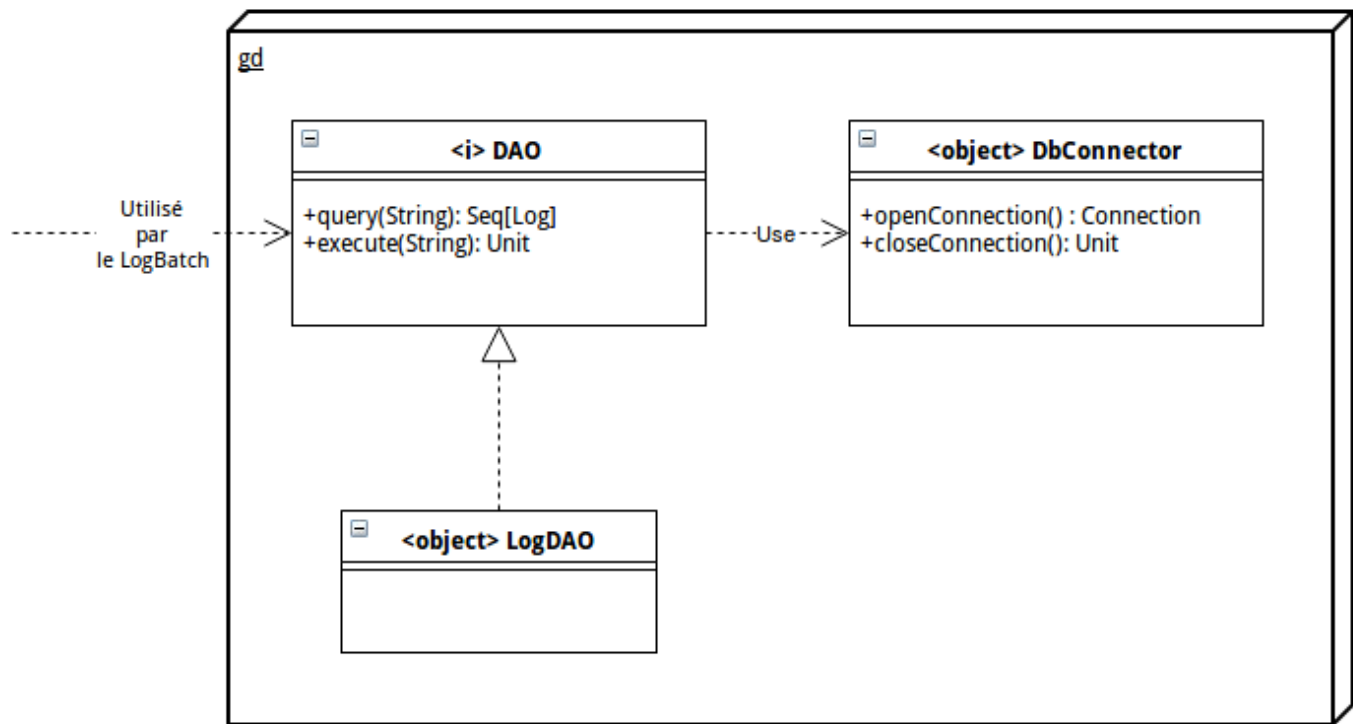 gd
<i> DAO
+query(String): Seq[Log]
+execute(String): Unit
<object> DbConnector
+openConnection() : Connection
+closeConnection(): Unit
Utilisé
par
le LogBatch
Use
<object> LogDAO